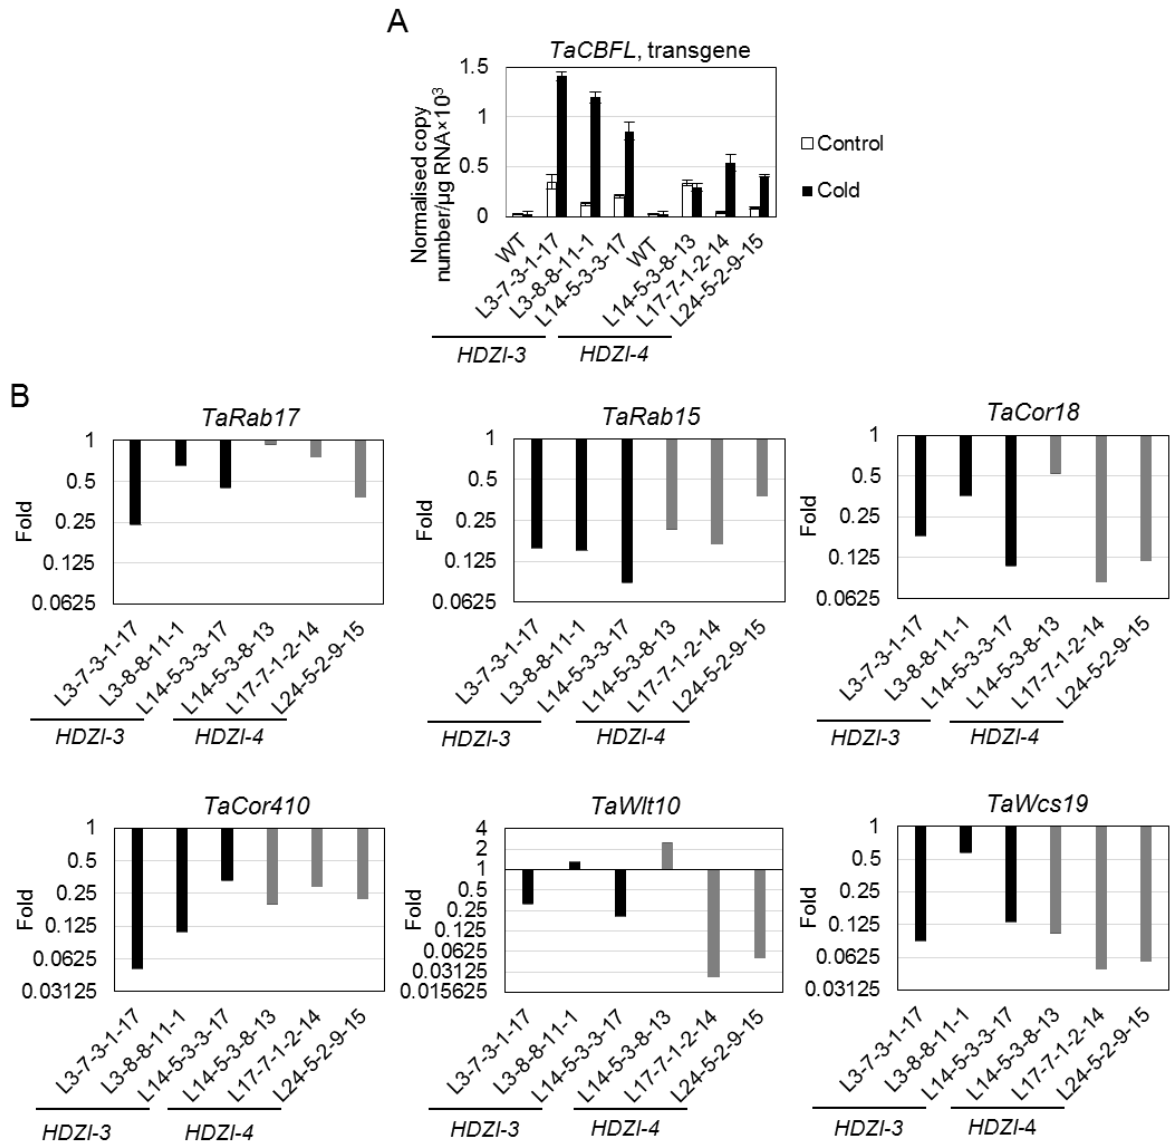 A
TaCBFL, transgene
Normalised copy
number/µg RNA×10³
1.5
1
0.5
0
Control
Cold
WT
L3-7-3-1-17
L3-8-8-11-1
L14-5-3-3-17
WT
L14-5-3-8-13
L17-7-1-2-14
L24-5-2-9-15
HDZI-3
HDZI-4
B
TaRab17
Fold
1
0.5
0.25
0.125
0.0625
L3-7-3-1-17
L3-8-8-11-1
L14-5-3-3-17
L14-5-3-8-13
L17-7-1-2-14
L24-5-2-9-15
HDZI-3
HDZI-4
TaRab15
Fold
1
0.5
0.25
0.125
0.0625
L3-7-3-1-17
L3-8-8-11-1
L14-5-3-3-17
L14-5-3-8-13
L17-7-1-2-14
L24-5-2-9-15
HDZI-3
HDZI-4
TaCor18
Fold
1
0.5
0.25
0.125
0.0625
L3-7-3-1-17
L3-8-8-11-1
L14-5-3-3-17
L14-5-3-8-13
L17-7-1-2-14
L24-5-2-9-15
HDZI-3
HDZI-4
TaCor410
Fold
1
0.5
0.25
0.125
0.0625
0.03125
L3-7-3-1-17
L3-8-8-11-1
L14-5-3-3-17
L14-5-3-8-13
L17-7-1-2-14
L24-5-2-9-15
HDZI-3
HDZI-4
TaWlt10
Fold
4
2
1
0.5
0.25
0.125
0.0625
0.03125
0.015625
L3-7-3-1-17
L3-8-8-11-1
L14-5-3-3-17
L14-5-3-8-13
L17-7-1-2-14
L24-5-2-9-15
HDZI-3
HDZI-4
TaWcs19
Fold
1
0.5
0.25
0.125
0.0625
0.03125
L3-7-3-1-17
L3-8-8-11-1
L14-5-3-3-17
L14-5-3-8-13
L17-7-1-2-14
L24-5-2-9-15
HDZI-3
HDZI-4